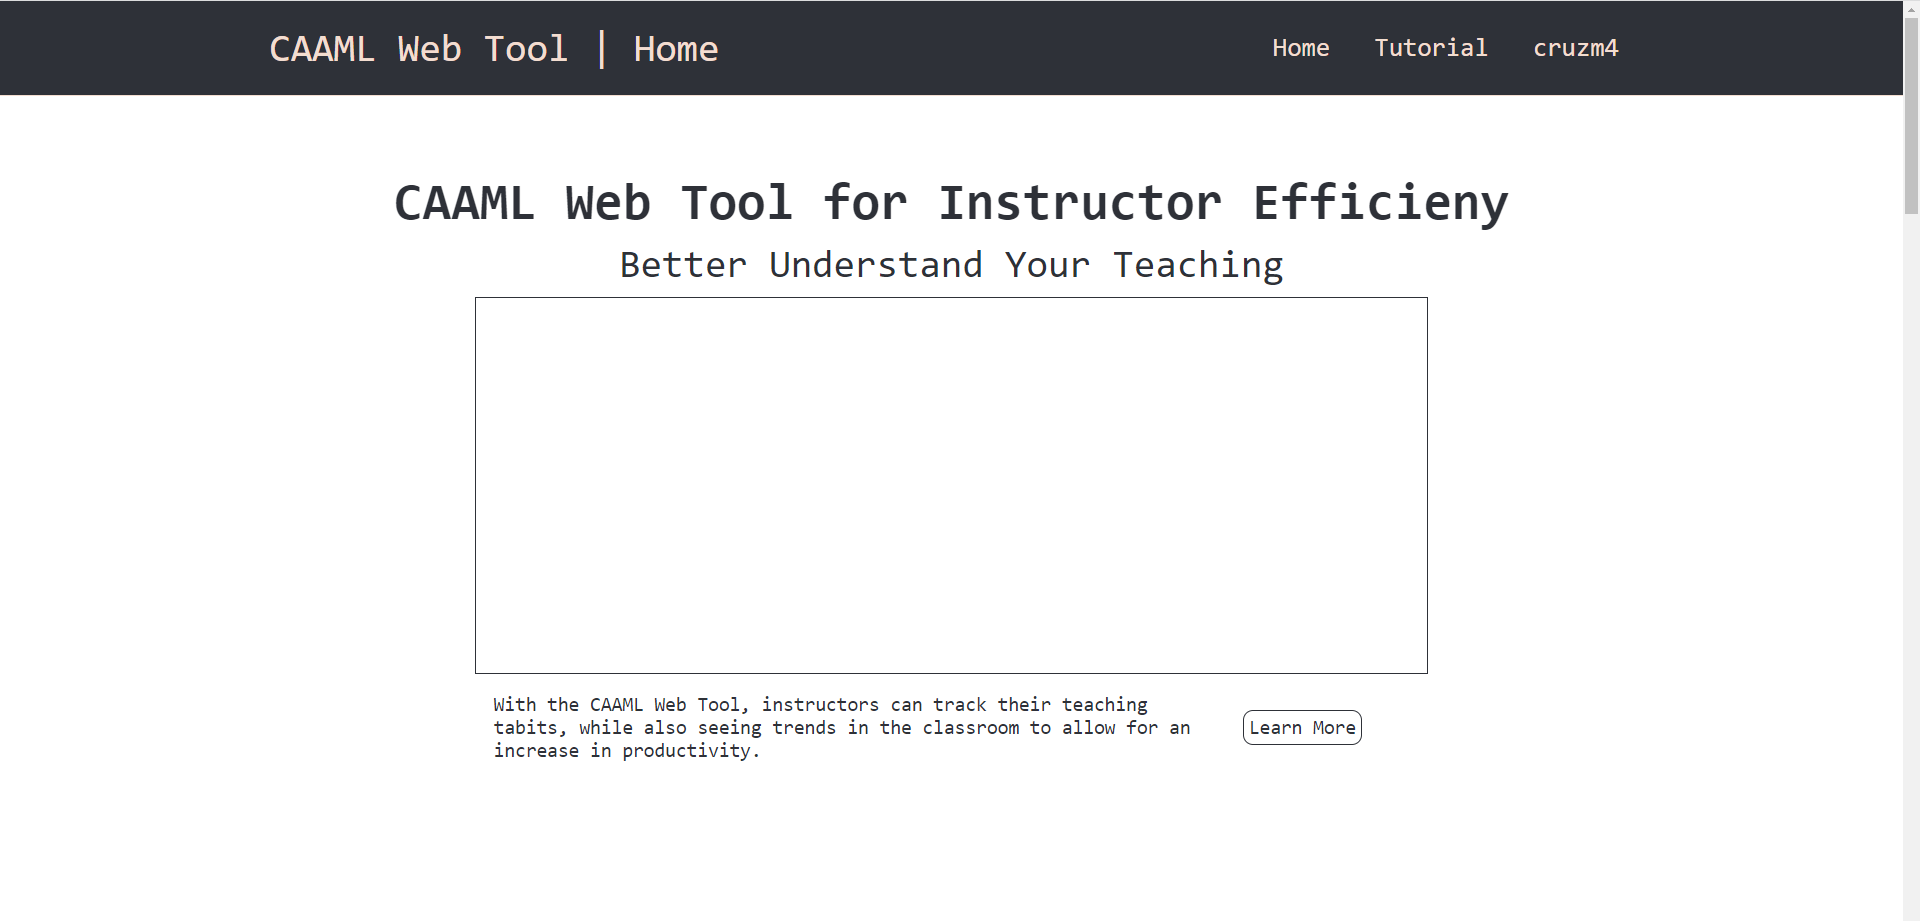 CAAML Web Tool | Home
Home Tutorial cruzm4
CAAML Web Tool for Instructor Efficieny
Better Understand Your Teaching
With the CAAML Web Tool, instructors can track their teaching
tabits, while also seeing trends in the classroom to allow for an
increase in productivity.
Learn More